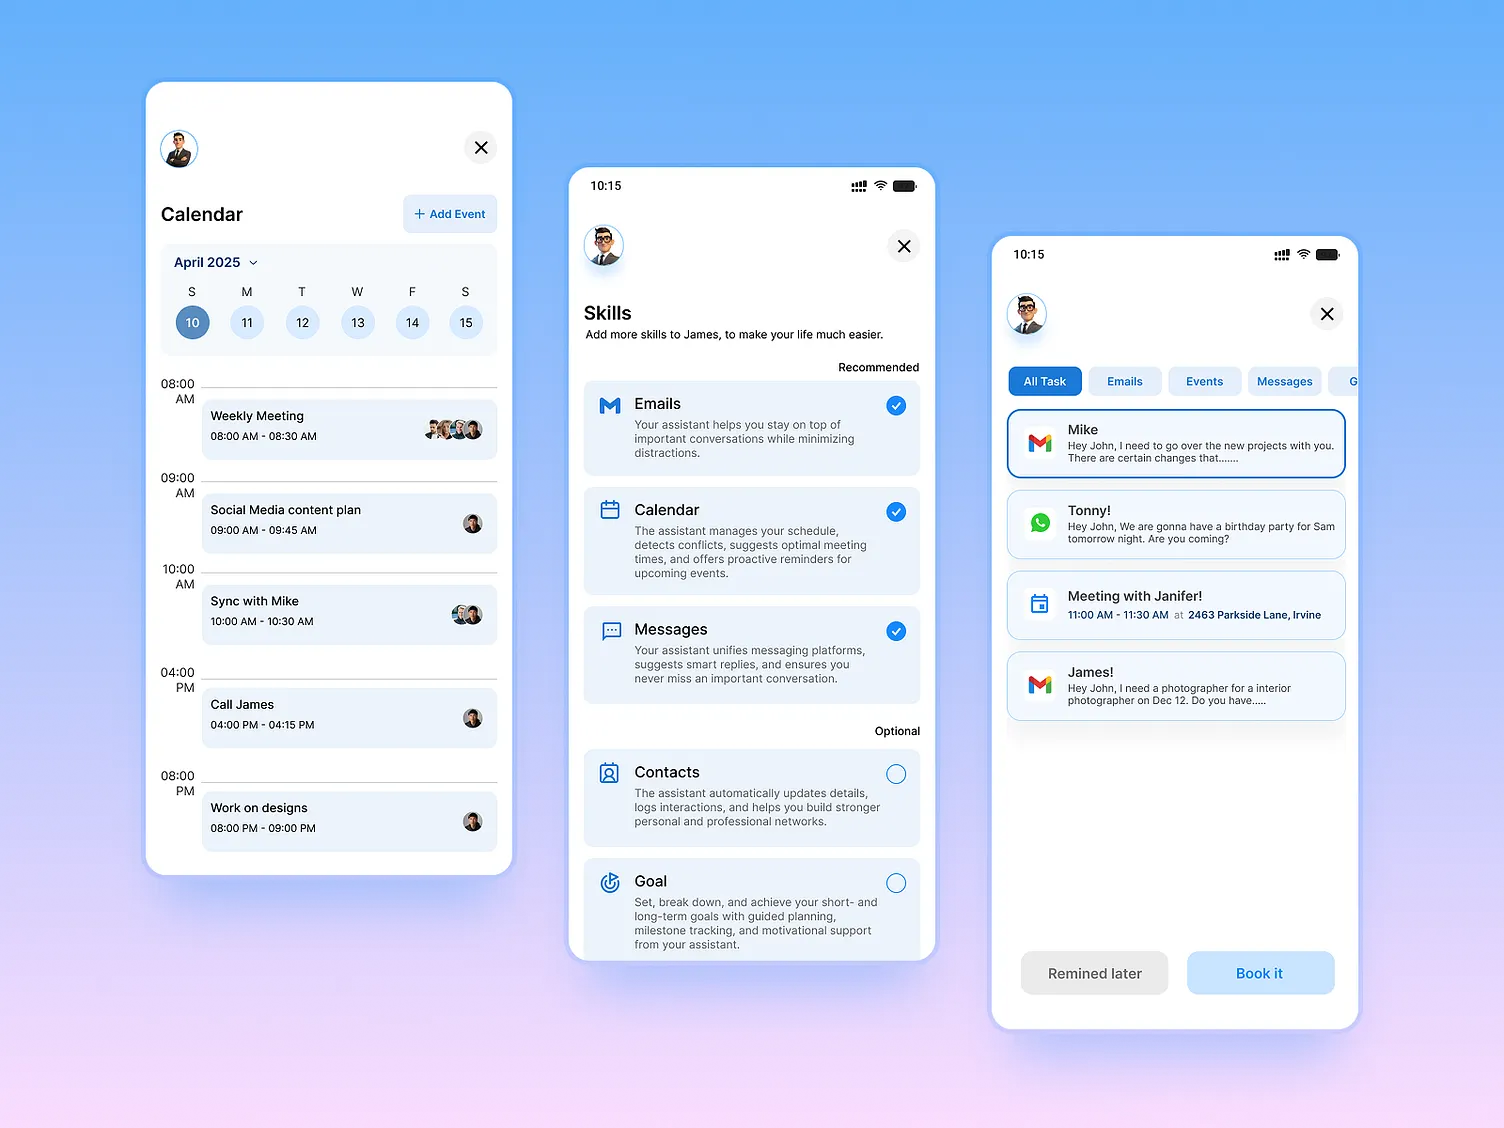 Calendar
+ Add Event
April 2025
S M T W F S
10 11 12 13 14 15
08:00
AM
Weekly Meeting
08:00 AM - 08:30 AM
09:00
AM
Social Media content plan
09:00 AM - 09:45 AM
10:00
AM
Sync with Mike
10:00 AM - 10:30 AM
04:00
PM
Call James
04:00 PM - 04:15 PM
08:00
PM
Work on designs
08:00 PM - 09:00 PM
10:15
Skills
Add more skills to James, to make your life much easier.
Recommended
Emails
Your assistant helps you stay on top of
important conversations while minimizing
distractions.
Calendar
The assistant manages your schedule,
detects conflicts, suggests optimal meeting
times, and offers proactive reminders for
upcoming events.
Messages
Your assistant unifies messaging platforms,
suggests smart replies, and ensures you
never miss an important conversation.
Optional
Contacts
The assistant automatically updates details,
logs interactions, and helps you build stronger
personal and professional networks.
Goal
Set, break down, and achieve your short- and
long-term goals with guided planning,
milestone tracking, and motivational support
from your assistant.
10:15
All Task Emails Events Messages G
Mike
Hey John, I need to go over the new projects with you.
There are certain changes that.......
Tonny!
Hey John, We are gonna have a birthday party for Sam
tomorrow night. Are you coming?
Meeting with Janifer!
11:00 AM - 11:30 AM at 2463 Parkside Lane, Irvine
James!
Hey John, I need a photographer for a interior
photographer on Dec 12. Do you have.....
Remined later
Book it